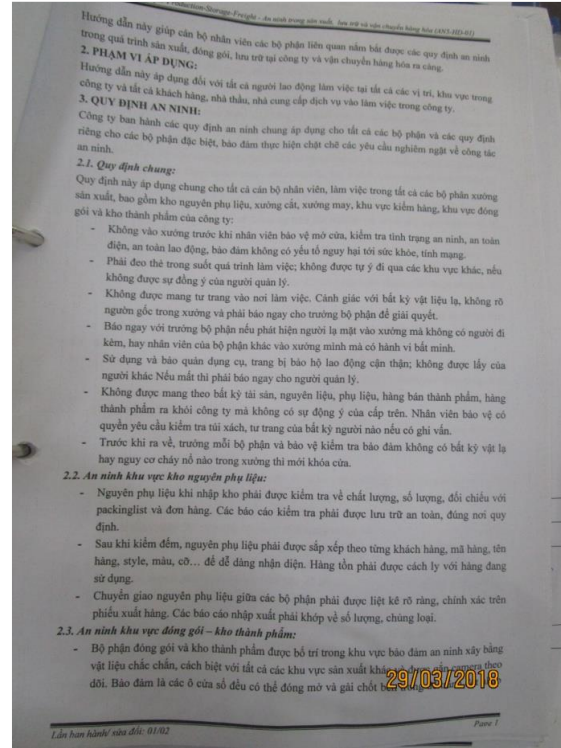 Production-Storage-Freight - An ninh trong sản xuất, lưu trữ và vận chuyển hàng hóa (ANT-HD-01)
Hướng dẫn này giúp cán bộ nhân viên các bộ phận liên quan nắm bắt được các quy định an ninh
trong quá trình sản xuất, đóng gói, lưu trữ tại công ty và vận chuyển hàng hóa ra cảng.
2. PHẠM VI ÁP DỤNG:
Hướng dẫn này áp dụng đối với tất cả người lao động làm việc tại tất cả các vị trí, khu vực trong
công ty và tất cả khách hàng, nhà thầu, nhà cung cấp dịch vụ vào làm việc trong công ty.
3. QUY ĐỊNH AN NINH:
Công ty ban hành các quy định an ninh chung áp dụng cho tất cả các bộ phận và các quy định
riêng cho các bộ phận đặc biệt, bảo đảm thực hiện chặt chẽ các yêu cầu nghiêm ngặt về công tác
an ninh.
2.1. Quy định chung:
Quy định này áp dụng chung cho tất cả cán bộ nhân viên, làm việc trong tất cả các bộ phận xưởng
sản xuất, bao gồm kho nguyên phụ liệu, xưởng cắt, xưởng may, khu vực kiểm hàng, khu vực đóng
gói và kho thành phẩm của công ty:
- Không vào xưởng trước khi nhân viên bảo vệ mở cửa, kiểm tra tình trạng an ninh, an toàn
điện, an toàn lao động, bảo đảm không có yếu tố nguy hại tới sức khỏe, tính mạng.
- Phải đeo thẻ trong suốt quá trình làm việc; không được tự ý đi qua các khu vực khác, nếu
không được sự đồng ý của người quản lý.
- Không được mang tư trang vào nơi làm việc. Cảnh giác với bất kỳ vật liệu lạ, không rõ
nguồn gốc trong xưởng và phải báo ngay cho trưởng bộ phận để giải quyết.
- Báo ngay với trưởng bộ phận nếu phát hiện người lạ mặt vào xưởng mà không có người đi
kèm, hay nhân viên của bộ phận khác vào xưởng mình mà có hành vi bất minh.
- Sử dụng và bảo quản dụng cụ, trang bị bảo hộ lao động cẩn thận; không được lấy của
người khác Nếu mất thì phải báo ngay cho người quản lý.
- Không được mang theo bất kỳ tài sản, nguyên liệu, phụ liệu, hàng bán thành phẩm, hàng
thành phẩm ra khỏi công ty mà không có sự động ý của cấp trên. Nhân viên bảo vệ có
quyền yêu cầu kiểm tra túi xách, tư trang của bất kỳ người nào nếu có ghi vấn.
- Trước khi ra về, trưởng mỗi bộ phận và bảo vệ kiểm tra bảo đảm không có bất kỳ vật lạ
hay nguy cơ cháy nổ nào trong xưởng thì mới khóa cửa.
2.2. An ninh khu vực kho nguyên phụ liệu:
- Nguyên phụ liệu khi nhập kho phải được kiểm tra về chất lượng, số lượng, đối chiếu với
packinglist và đơn hàng. Các báo cáo kiểm tra phải được lưu trữ an toàn, đúng nơi quy
định.
- Sau khi kiểm đếm, nguyên phụ liệu phải được sắp xếp theo từng khách hàng, mã hàng, tên
hàng, style, màu, cỡ... để dễ dàng nhận diện. Hàng tồn phải được cách ly với hàng đang
sử dụng.
- Chuyển giao nguyên phụ liệu giữa các bộ phận phải được liệt kê rõ ràng, chính xác trên
phiếu xuất hàng. Các báo cáo nhập xuất phải khớp về số lượng, chủng loại.
2.3. An ninh khu vực đóng gói – kho thành phẩm:
- Bộ phận đóng gói và kho thành phẩm được bố trí trong khu vực bảo đảm an ninh xây bằng
vật liệu chắc chắn, cách biệt với tất cả các khu vực sản xuất khác và được gắn camera theo
dõi. Bảo đảm là các ô cửa sổ đều có thể đóng mở và gài chốt
29/03/2018
Lần ban hành/ sửa đổi: 01/02
Page 1